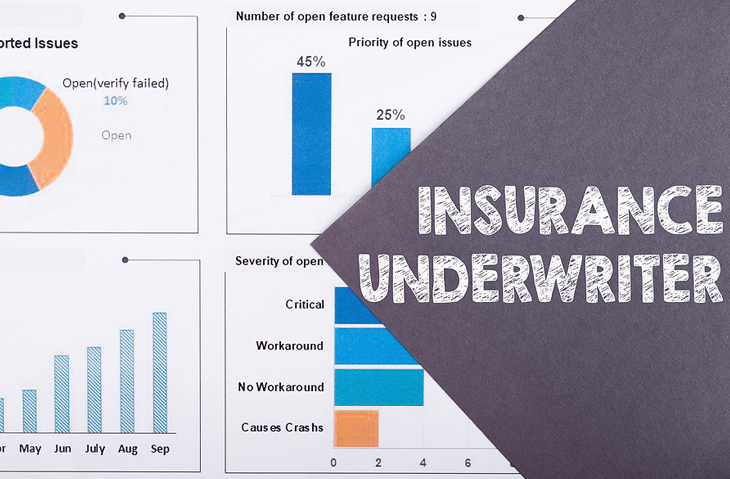 orted Issues
Open(verify failed)
10%
Open
Number of open feature requests : 9
Priority of open issues
45%
25%
INSURANCE
UNDERWRITER
May Jun July Aug Sep
Severity of open
Critical
Workaround
No Workaround
Causes Crashs
0 2 4 6